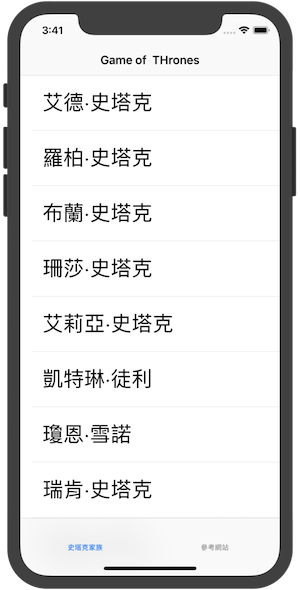 3:41
Game of  THrones
艾德·史塔克
羅柏·史塔克
布蘭·史塔克
珊莎·史塔克
艾莉亞·史塔克
凱特琳·徒利
瓊恩·雪諾
瑞肯·史塔克
史塔克家族 參考網站